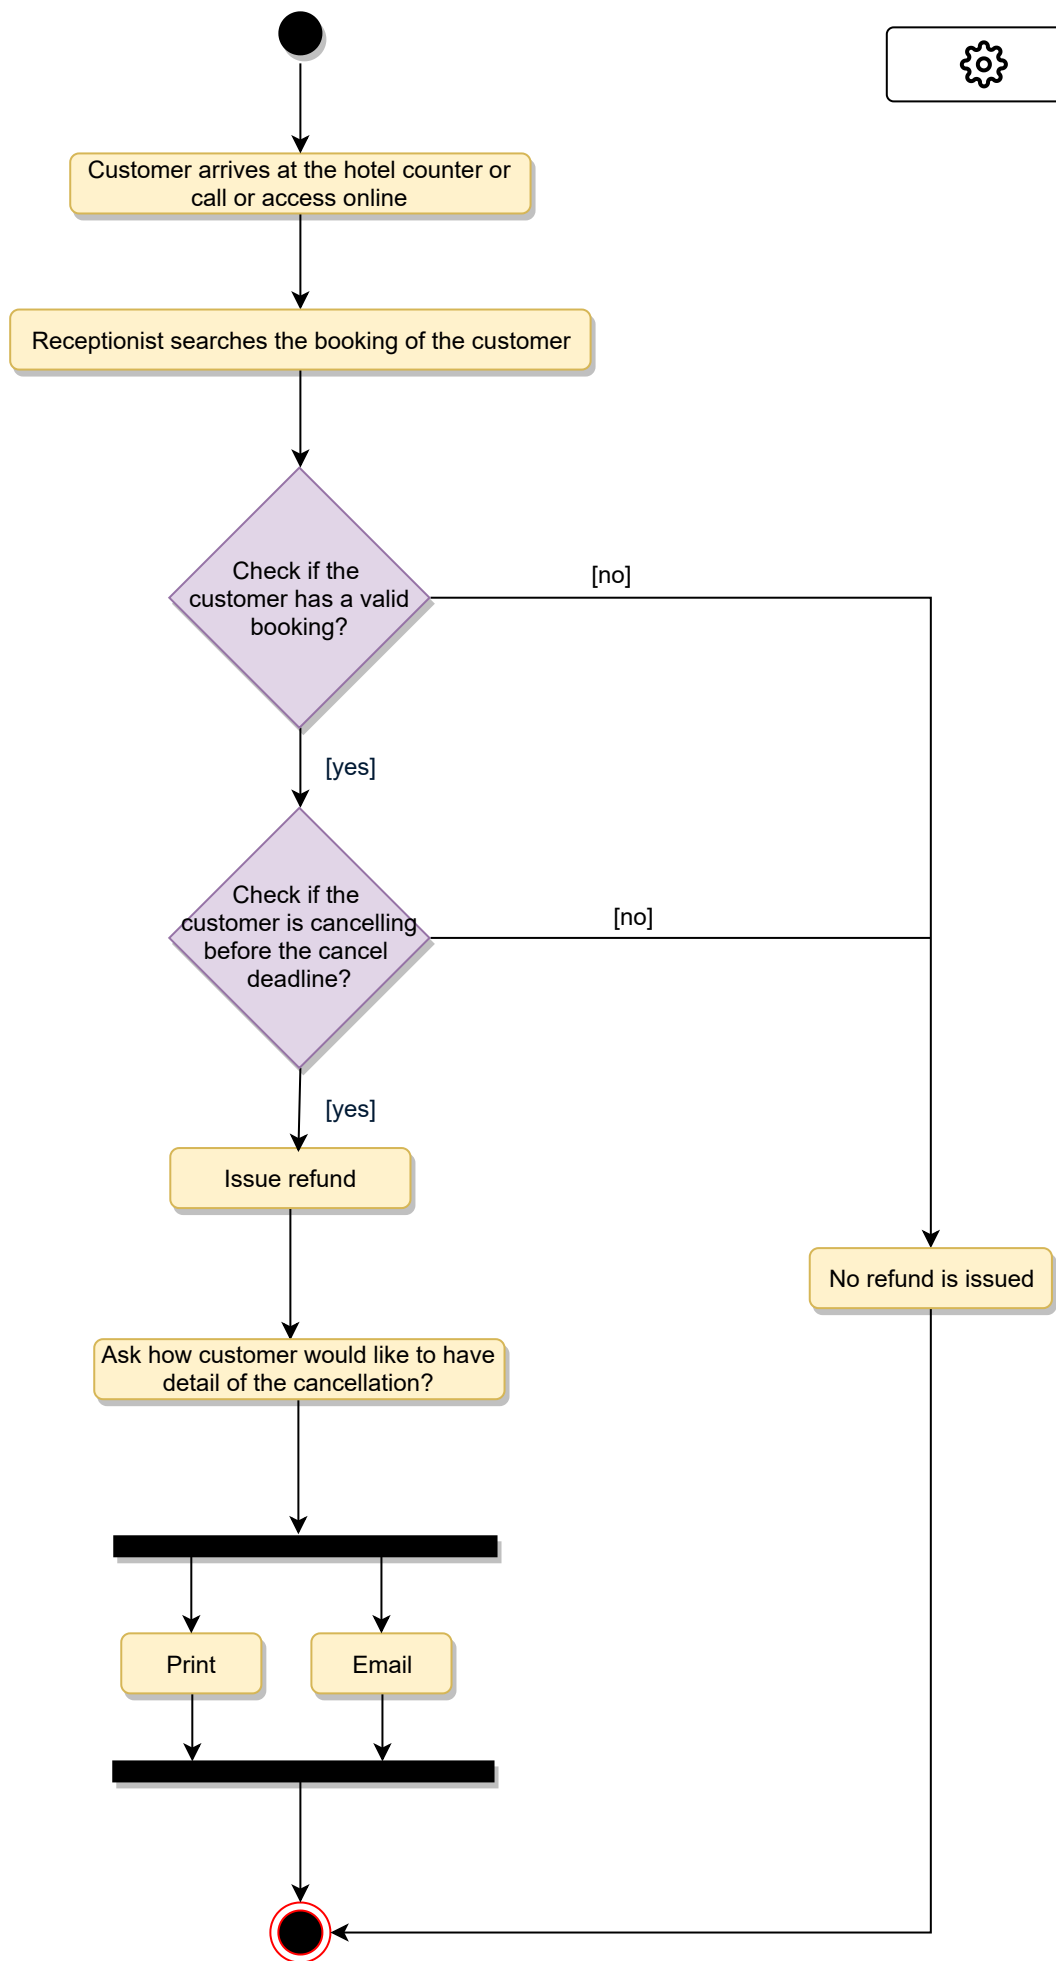 Customer arrives at the hotel counter or
call or access online
Receptionist searches the booking of the customer
Check if the
customer has a valid
booking?
[no]
[yes]
Check if the
customer is cancelling
before the cancel
deadline?
[no]
[yes]
Issue refund
No refund is issued
Ask how customer would like to have
detail of the cancellation?
Print
Email